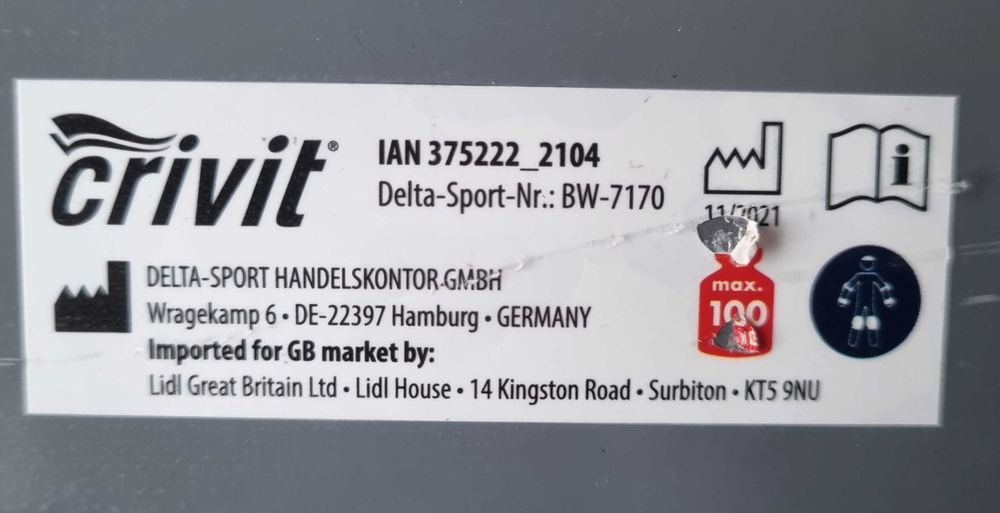 crivit®
IAN 375222_2104
Delta-Sport-Nr.: BW-7170
11/2021
i
DELTA-SPORT HANDELSKONTOR GMBH
Wragekamp 6 • DE-22397 Hamburg • GERMANY
Imported for GB market by:
Lidl Great Britain Ltd • Lidl House • 14 Kingston Road • Surbiton • KT5 9NU
max.
100